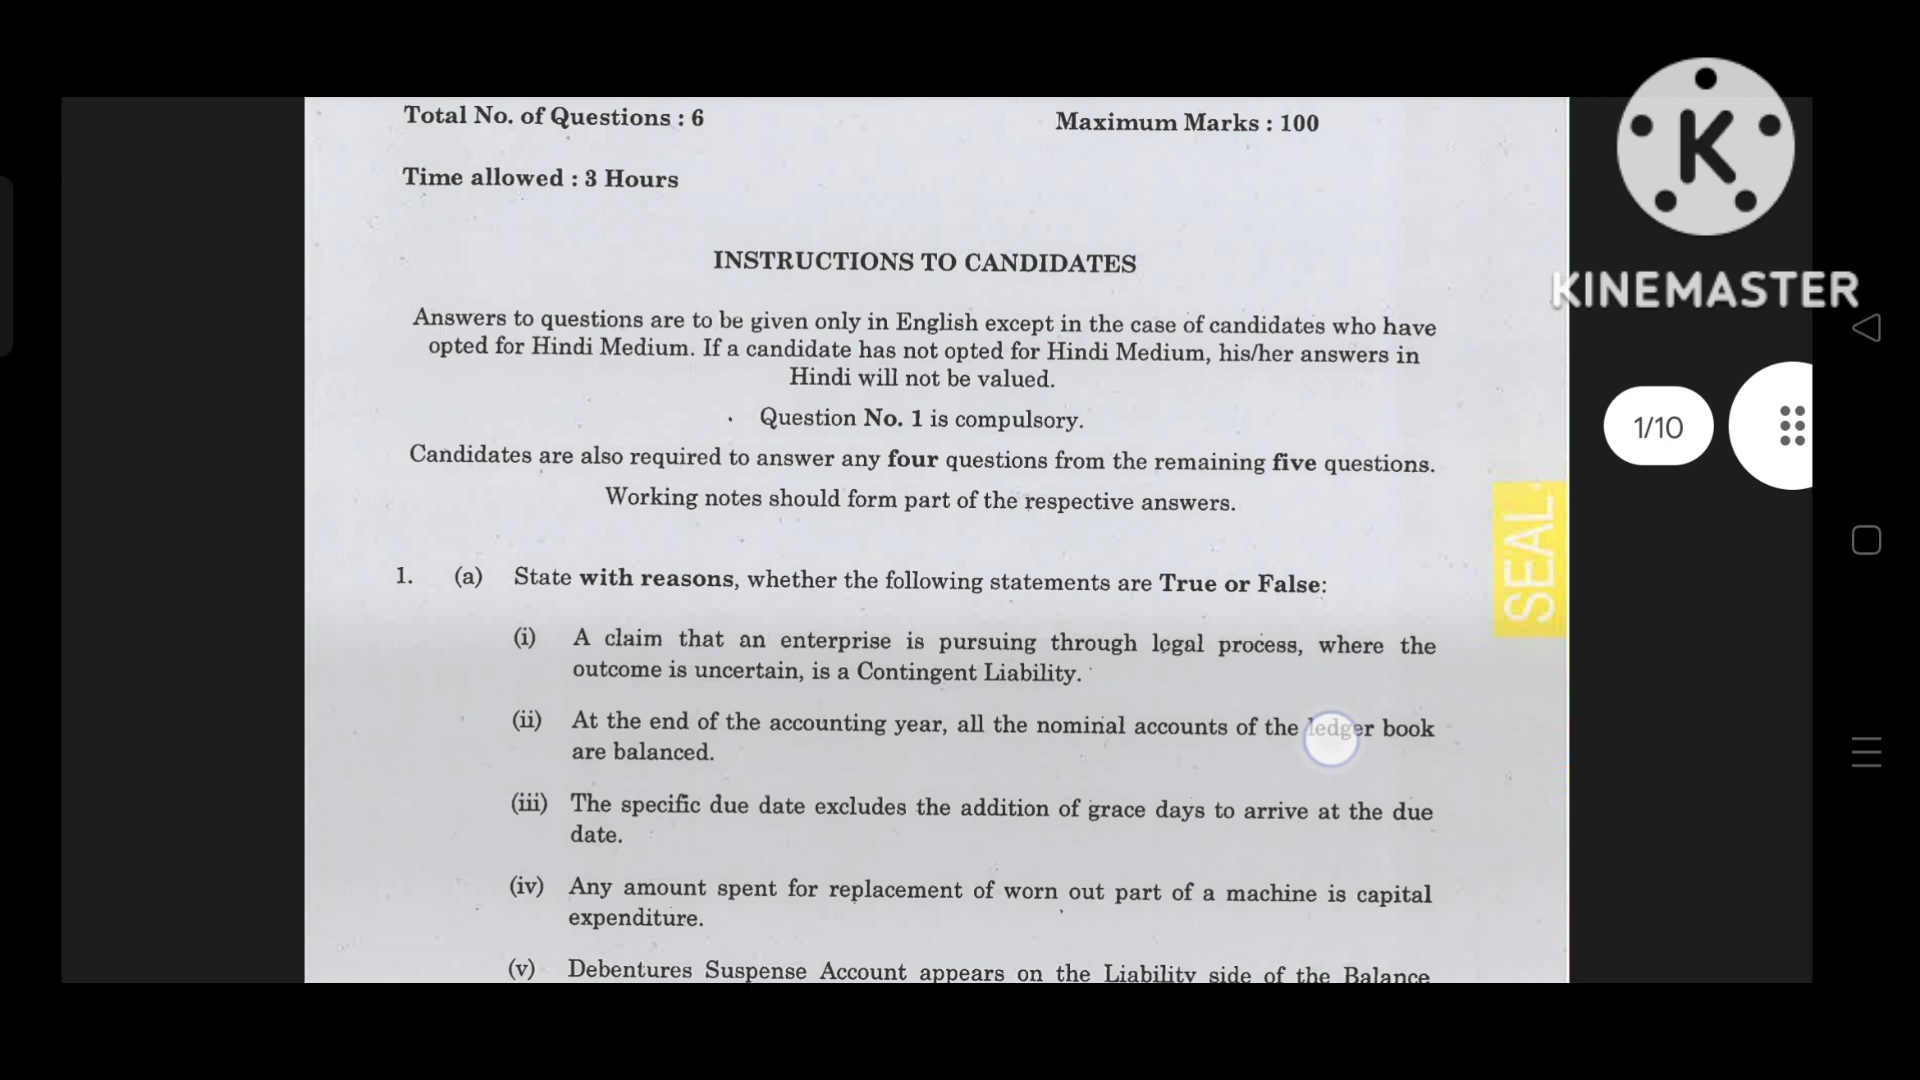 Total No. of Questions : 6
Maximum Marks : 100
Time allowed : 3 Hours
INSTRUCTIONS TO CANDIDATES
Answers to questions are to be given only in English except in the case of candidates who have
opted for Hindi Medium. If a candidate has not opted for Hindi Medium, his/her answers in
Hindi will not be valued.
Question No. 1 is compulsory.
Candidates are also required to answer any four questions from the remaining five questions.
Working notes should form part of the respective answers.
1. (a) State with reasons, whether the following statements are True or False:
(i) A claim that an enterprise is pursuing through legal process, where the
outcome is uncertain, is a Contingent Liability.
(ii) At the end of the accounting year, all the nominal accounts of the ledger book
are balanced.
(iii) The specific due date excludes the addition of grace days to arrive at the due
date.
(iv) Any amount spent for replacement of worn out part of a machine is capital
expenditure.
(v) Debentures Suspense Account appears on the Liability side of the Balance
SEAL
K
KINEMASTER
1/10